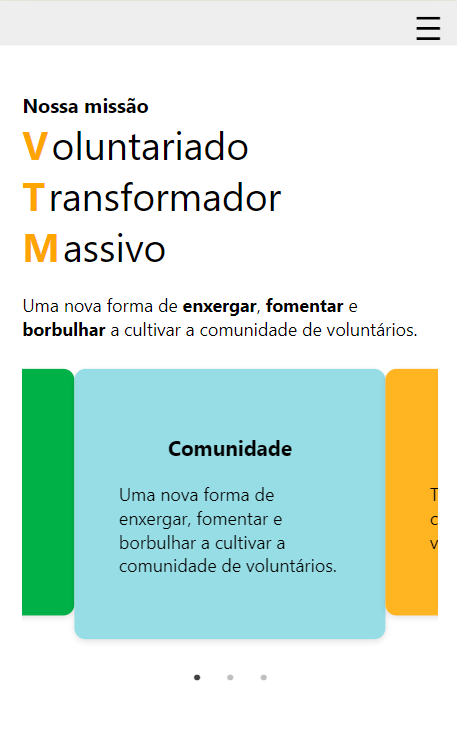 Nossa missão
Voluntariado
Transformador
Massivo
Uma nova forma de enxergar, fomentar e
borbulhar a cultivar a comunidade de voluntários.
Comunidade
Uma nova forma de
enxergar, fomentar e
borbulhar a cultivar a
comunidade de voluntários.